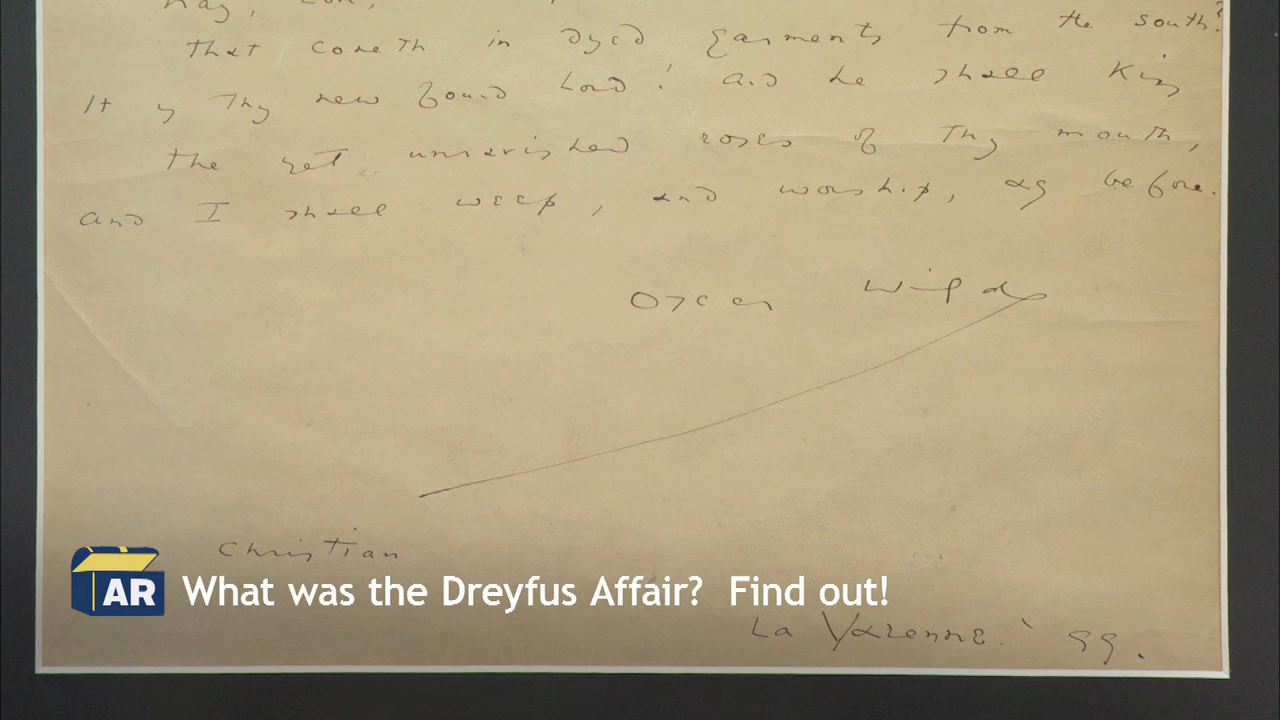 Nay, Love,
that cometh in dyed garments from the south?
It is thy new found Lord! and he shall kiss
the yet unravished roses of thy mouth,
and I shall weep, and worship, as before.
Oscar Wilde
Christian
AR What was the Dreyfus Affair? Find out!
La Varenne. '99.